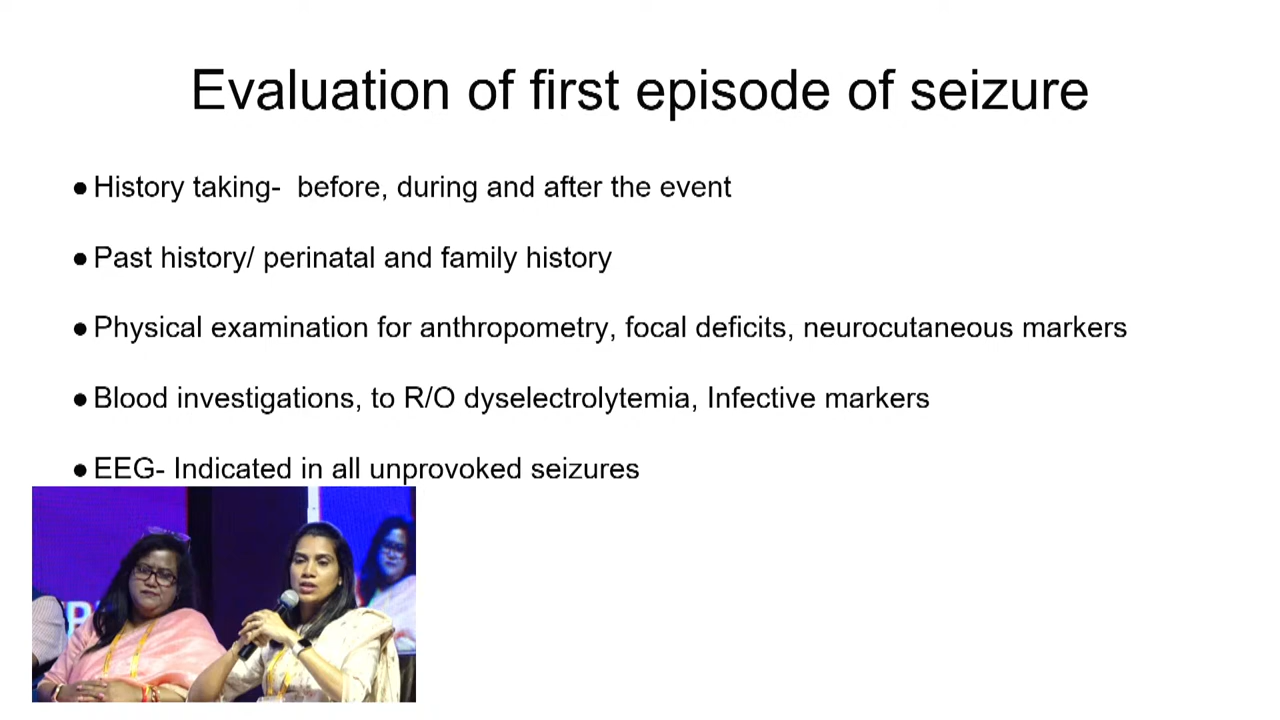 Evaluation of first episode of seizure
● History taking-  before, during and after the event
● Past history/ perinatal and family history
● Physical examination for anthropometry, focal deficits, neurocutaneous markers
● Blood investigations, to R/O dyselectrolytemia, Infective markers
● EEG- Indicated in all unprovoked seizures